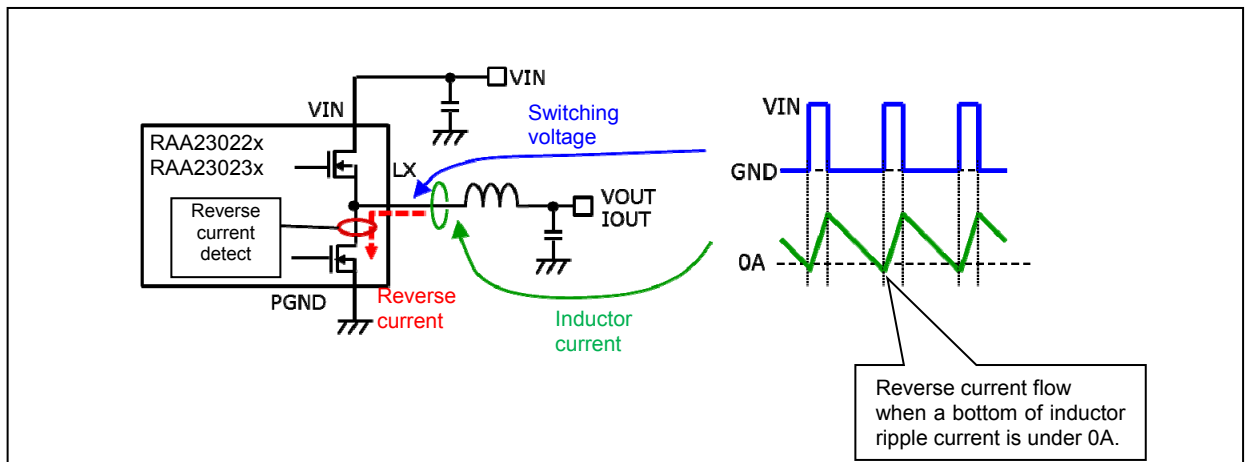 VIN
VIN
RAA23022x
RAA23023x
LX
Switching
voltage
VOUT
IOUT
Reverse
current
detect
PGND
Reverse
current
Inductor
current
VIN
GND
0A
Reverse current flow
when a bottom of inductor
ripple current is under 0A.